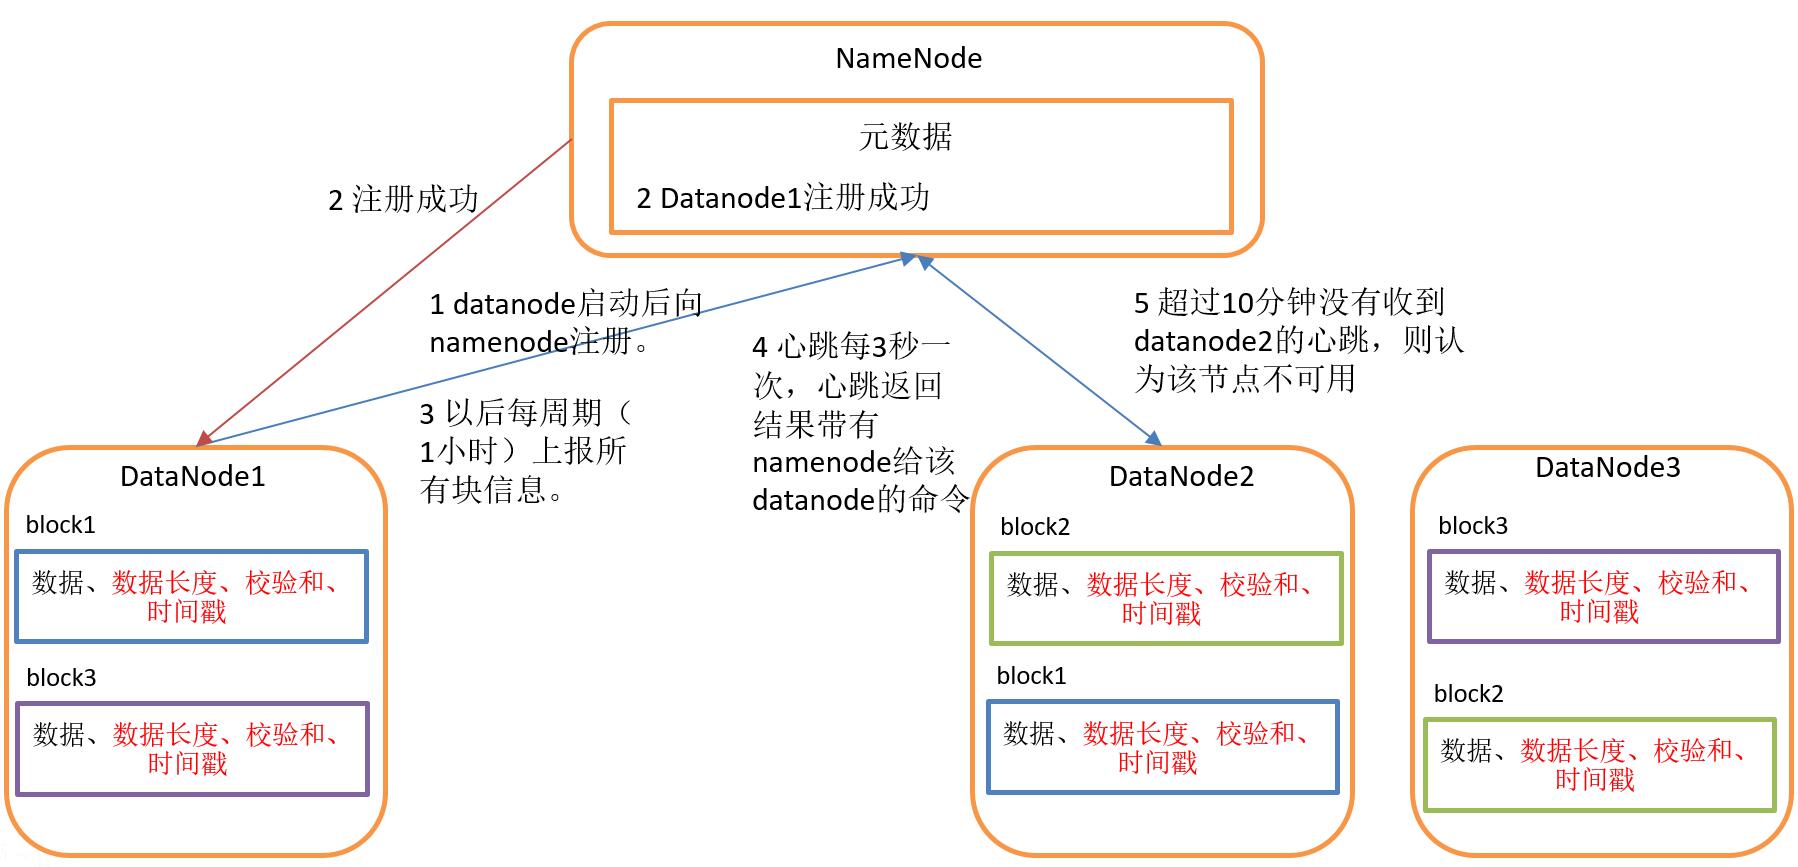 NameNode
元数据
2 Datanode1注册成功
2 注册成功
1 datanode启动后向
namenode注册。
3 以后每周期（
1小时）上报所
有块信息。
4 心跳每3秒一
次，心跳返回
结果带有
namenode给该
datanode的命令
5 超过10分钟没有收到
datanode2的心跳，则认
为该节点不可用
DataNode1
block1
数据、数据长度、校验和、
时间戳
block3
数据、数据长度、校验和、
时间戳
DataNode2
block2
数据、数据长度、校验和、
时间戳
block1
数据、数据长度、校验和、
时间戳
DataNode3
block3
数据、数据长度、校验和、
时间戳
block2
数据、数据长度、校验和、
时间戳